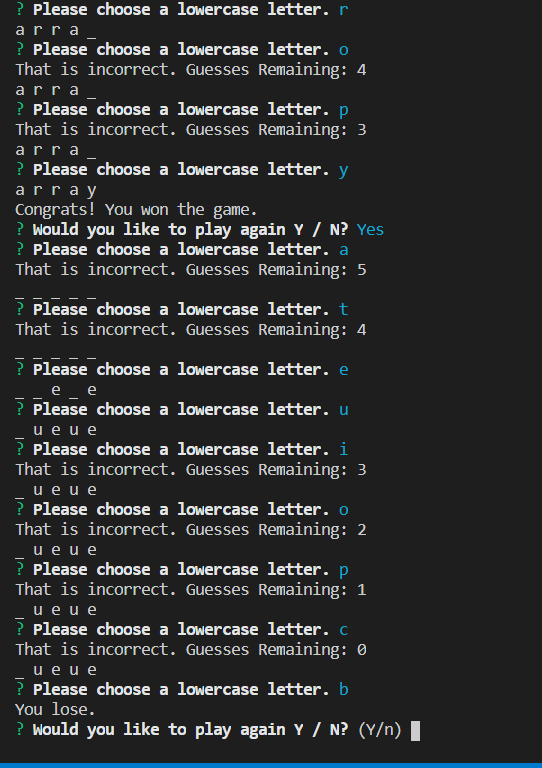 ? Please choose a lowercase letter. r
a r r a _
? Please choose a lowercase letter. o
That is incorrect. Guesses Remaining: 4
a r r a _
? Please choose a lowercase letter. p
That is incorrect. Guesses Remaining: 3
a r r a _
? Please choose a lowercase letter. y
a r r a y
Congrats! You won the game.
? Would you like to play again Y / N? Yes
? Please choose a lowercase letter. a
That is incorrect. Guesses Remaining: 5
_ _ _ _ _
? Please choose a lowercase letter. t
That is incorrect. Guesses Remaining: 4
_ _ _ _ _
? Please choose a lowercase letter. e
_ _ e _ e
? Please choose a lowercase letter. u
_ u e u e
? Please choose a lowercase letter. i
That is incorrect. Guesses Remaining: 3
_ u e u e
? Please choose a lowercase letter. o
That is incorrect. Guesses Remaining: 2
_ u e u e
? Please choose a lowercase letter. p
That is incorrect. Guesses Remaining: 1
_ u e u e
? Please choose a lowercase letter. c
That is incorrect. Guesses Remaining: 0
_ u e u e
? Please choose a lowercase letter. b
You lose.
? Would you like to play again Y / N? (Y/n)